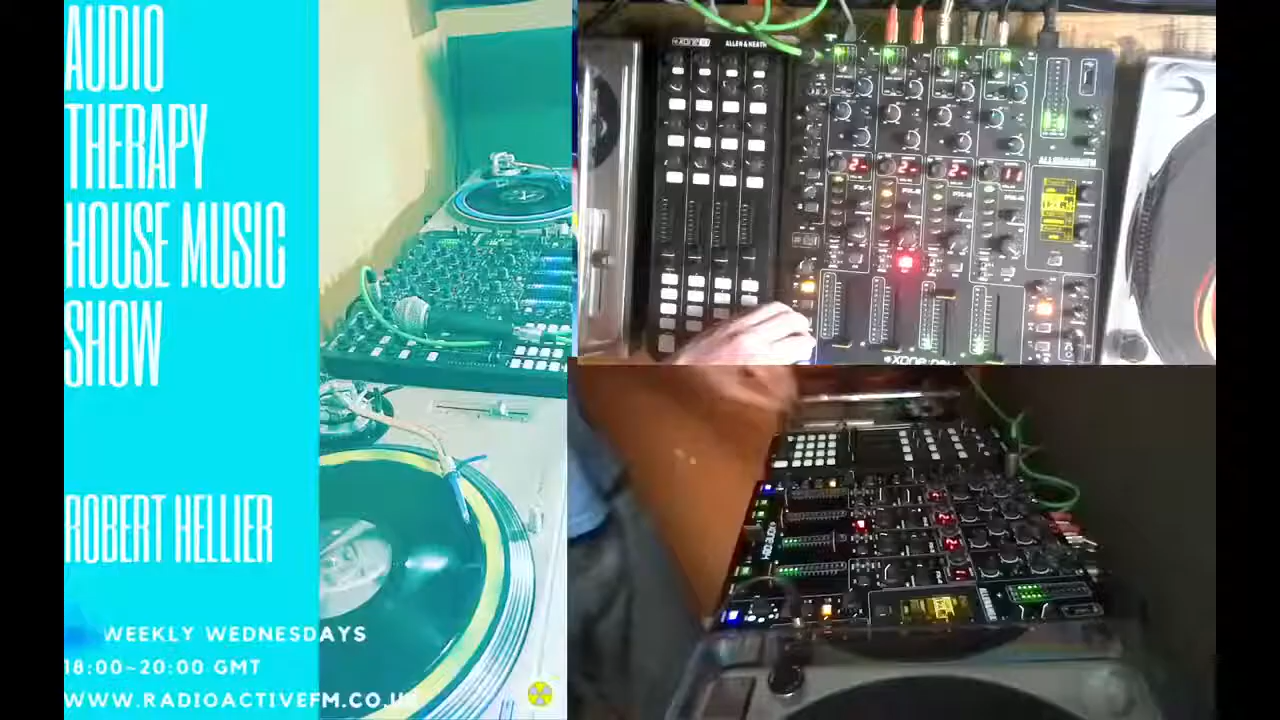 AUDIO
THERAPY
HOUSE MUSIC
SHOW
ROBERT HELLIER
WEEKLY WEDNESDAYS
18:00~20:00 GMT
WWW.RADIOACTIVEFM.CO.UK
ALLEN&HEATH